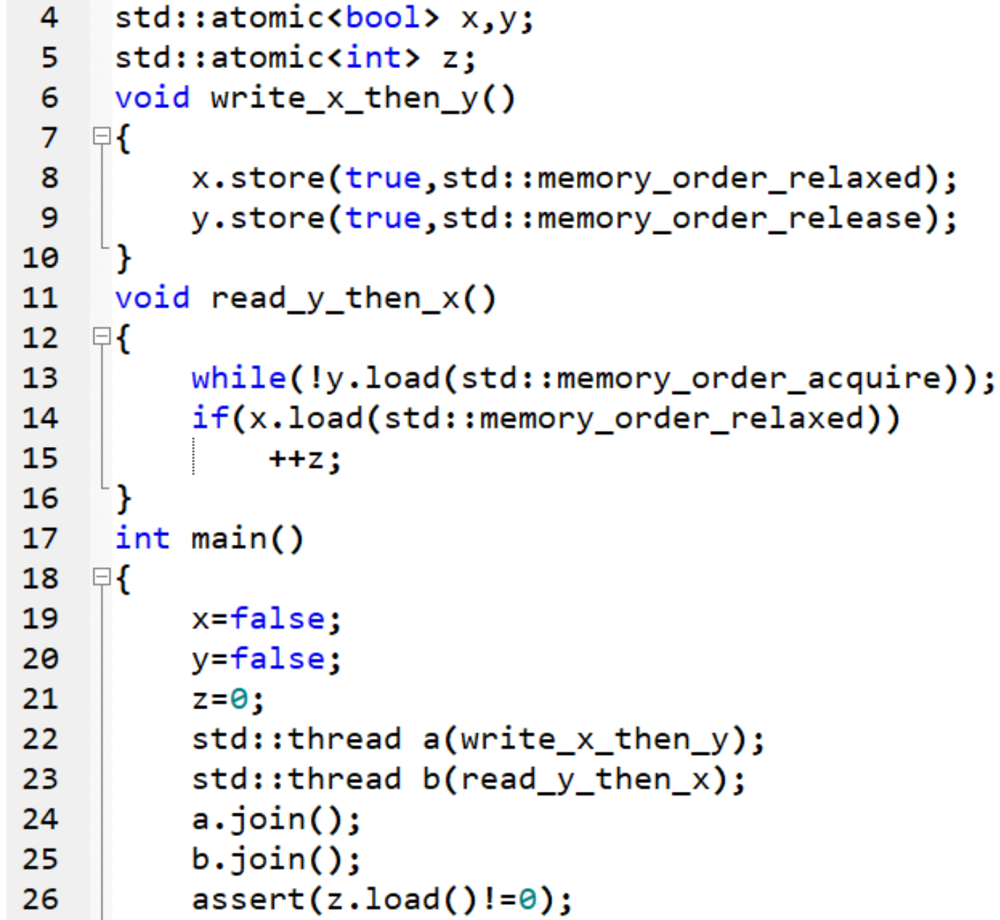 4 std::atomic<bool> x,y;
5 std::atomic<int> z;
6 void write_x_then_y()
7 {
8 x.store(true,std::memory_order_relaxed);
9 y.store(true,std::memory_order_release);
10 }
11 void read_y_then_x()
12 {
13 while(!y.load(std::memory_order_acquire));
14 if(x.load(std::memory_order_relaxed))
15 ++z;
16 }
17 int main()
18 {
19 x=false;
20 y=false;
21 z=0;
22 std::thread a(write_x_then_y);
23 std::thread b(read_y_then_x);
24 a.join();
25 b.join();
26 assert(z.load()!=0);